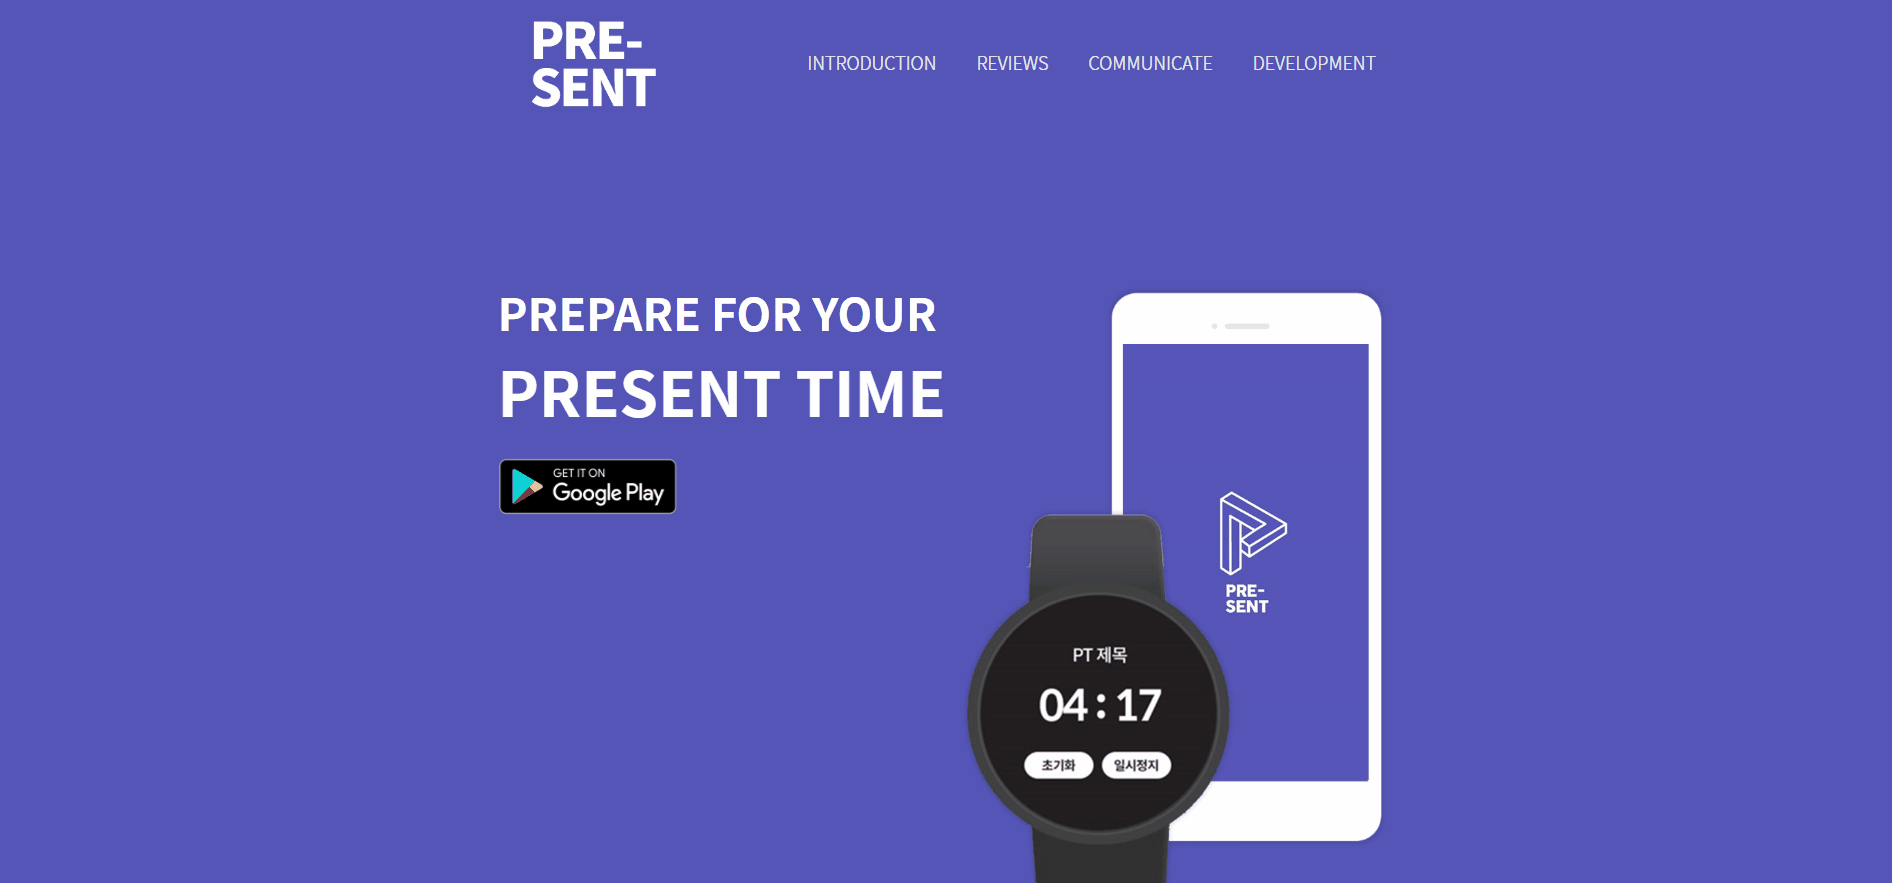 PRE-
SENT
INTRODUCTION REVIEWS COMMUNICATE DEVELOPMENT
PREPARE FOR YOUR
PRESENT TIME
GET IT ON
Google Play
PRE-
SENT
PT 제목
04 : 17
초기화 일시정지